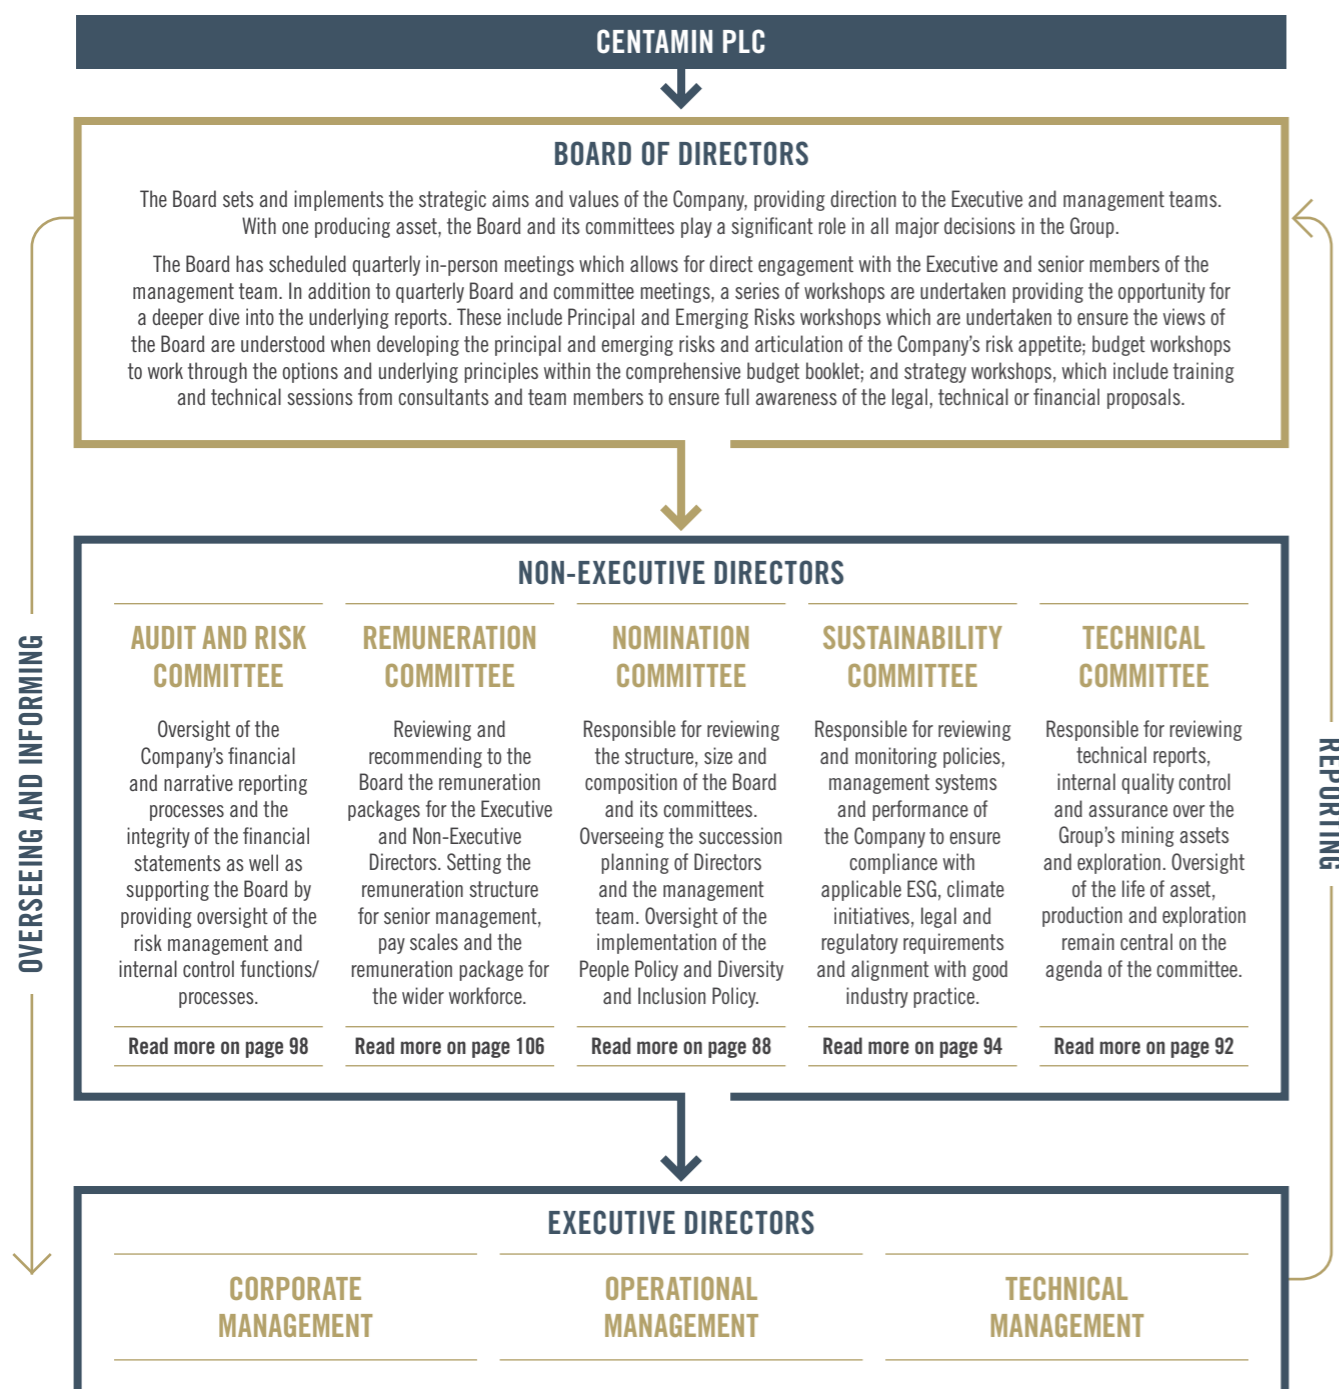 CENTAMIN PLC
BOARD OF DIRECTORS
The Board sets and implements the strategic aims and values of the Company, providing direction to the Executive and management teams.
With one producing asset, the Board and its committees play a significant role in all major decisions in the Group.
The Board has scheduled quarterly in-person meetings which allows for direct engagement with the Executive and senior members of the
management team. In addition to quarterly Board and committee meetings, a series of workshops are undertaken providing the opportunity for
a deeper dive into the underlying reports. These include Principal and Emerging Risks workshops which are undertaken to ensure the views of
the Board are understood when developing the principal and emerging risks and articulation of the Company's risk appetite; budget workshops
to work through the options and underlying principles within the comprehensive budget booklet; and strategy workshops, which include training
and technical sessions from consultants and team members to ensure full awareness of the legal, technical or financial proposals.
OVERSEEING AND INFORMING
REPORTING
NON-EXECUTIVE DIRECTORS
AUDIT AND RISK
COMMITTEE
Oversight of the
Company's financial
and narrative reporting
processes and the
integrity of the financial
statements as well as
supporting the Board by
providing oversight of the
risk management and
internal control functions/
processes.
Read more on page 98
REMUNERATION
COMMITTEE
Reviewing and
recommending to the
Board the remuneration
packages for the Executive
and Non-Executive
Directors. Setting the
remuneration structure
for senior management,
pay scales and the
remuneration package for
the wider workforce.
Read more on page 106
NOMINATION
COMMITTEE
Responsible for reviewing
the structure, size and
composition of the Board
and its committees.
Overseeing the succession
planning of Directors
and the management
team. Oversight of the
implementation of the
People Policy and Diversity
and Inclusion Policy.
Read more on page 88
SUSTAINABILITY
COMMITTEE
Responsible for reviewing
and monitoring policies,
management systems
and performance of
the Company to ensure
compliance with
applicable ESG, climate
initiatives, legal and
regulatory requirements
and alignment with good
industry practice.
Read more on page 94
TECHNICAL
COMMITTEE
Responsible for reviewing
technical reports,
internal quality control
and assurance over the
Group's mining assets
and exploration. Oversight
of the life of asset,
production and exploration
remain central on the
agenda of the committee.
Read more on page 92
EXECUTIVE DIRECTORS
CORPORATE
MANAGEMENT
OPERATIONAL
MANAGEMENT
TECHNICAL
MANAGEMENT